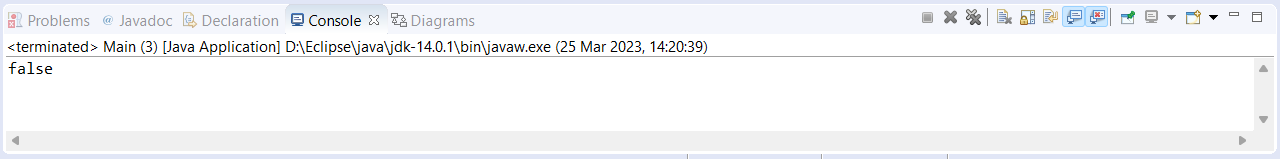 Problems @ Javadoc Declaration Console Diagrams
<terminated> Main (3) [Java Application] D:\Eclipse\java\jdk-14.0.1\bin\javaw.exe (25 Mar 2023, 14:20:39)
false